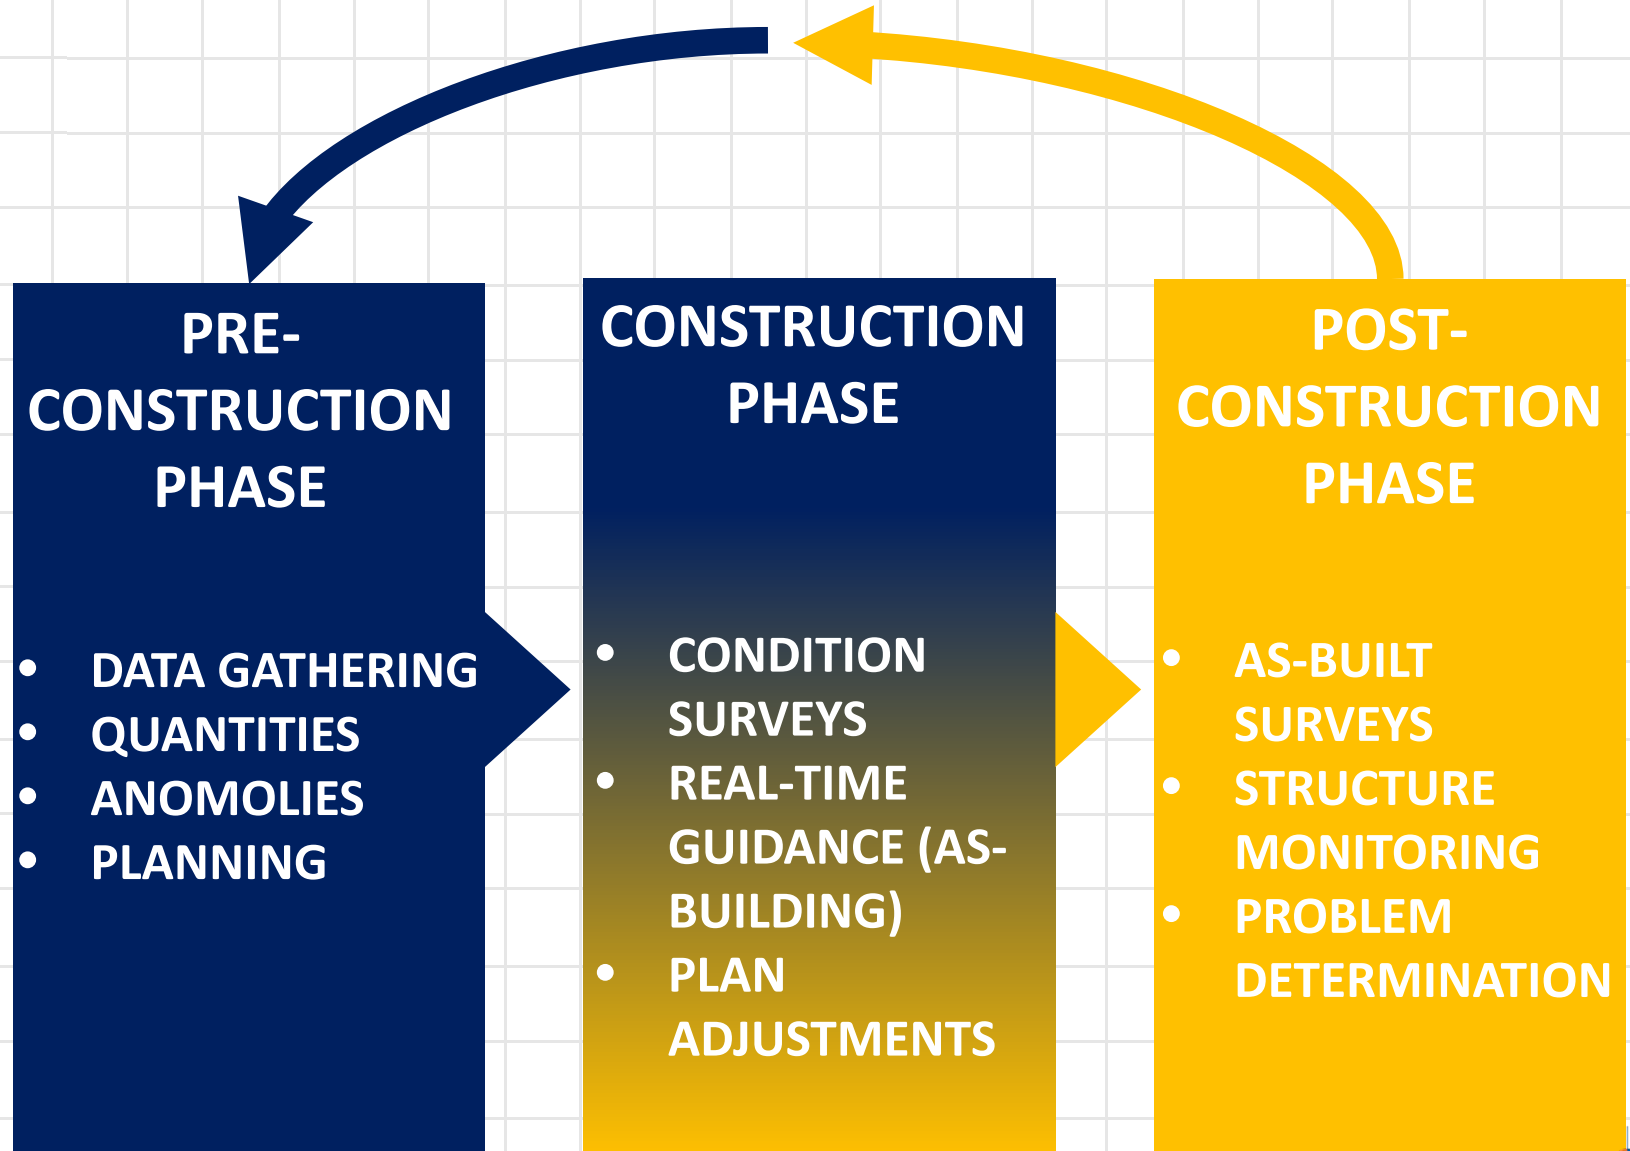 PRE-
CONSTRUCTION
PHASE
• DATA GATHERING
• QUANTITIES
• ANOMOLIES
• PLANNING
CONSTRUCTION
PHASE
• CONDITION
SURVEYS
• REAL-TIME
GUIDANCE (AS-
BUILDING)
• PLAN
ADJUSTMENTS
POST-
CONSTRUCTION
PHASE
• AS-BUILT
SURVEYS
• STRUCTURE
MONITORING
• PROBLEM
DETERMINATION